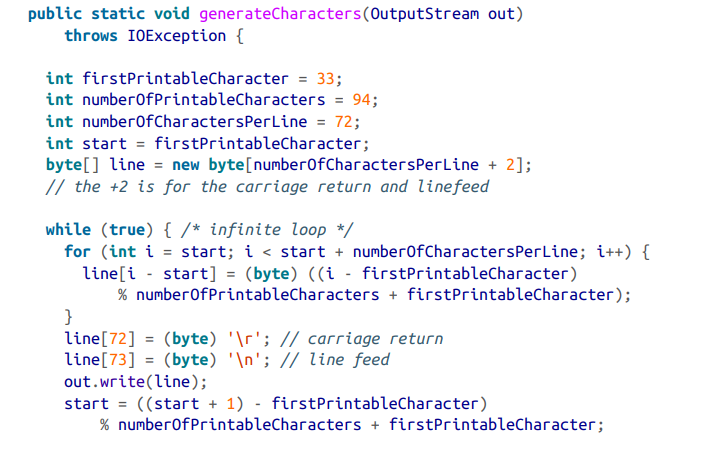 public static void generateCharacters(OutputStream out)
    throws IOException {

  int firstPrintableCharacter = 33;
  int numberOfPrintableCharacters = 94;
  int numberOfCharactersPerLine = 72;
  int start = firstPrintableCharacter;
  byte[] line = new byte[numberOfCharactersPerLine + 2];
  // the +2 is for the carriage return and linefeed

  while (true) { /* infinite loop */
    for (int i = start; i < start + numberOfCharactersPerLine; i++) {
      line[i - start] = (byte) ((i - firstPrintableCharacter)
          % numberOfPrintableCharacters + firstPrintableCharacter);
    }
    line[72] = (byte) '\r'; // carriage return
    line[73] = (byte) '\n'; // line feed
    out.write(line);
    start = ((start + 1) - firstPrintableCharacter)
        % numberOfPrintableCharacters + firstPrintableCharacter;